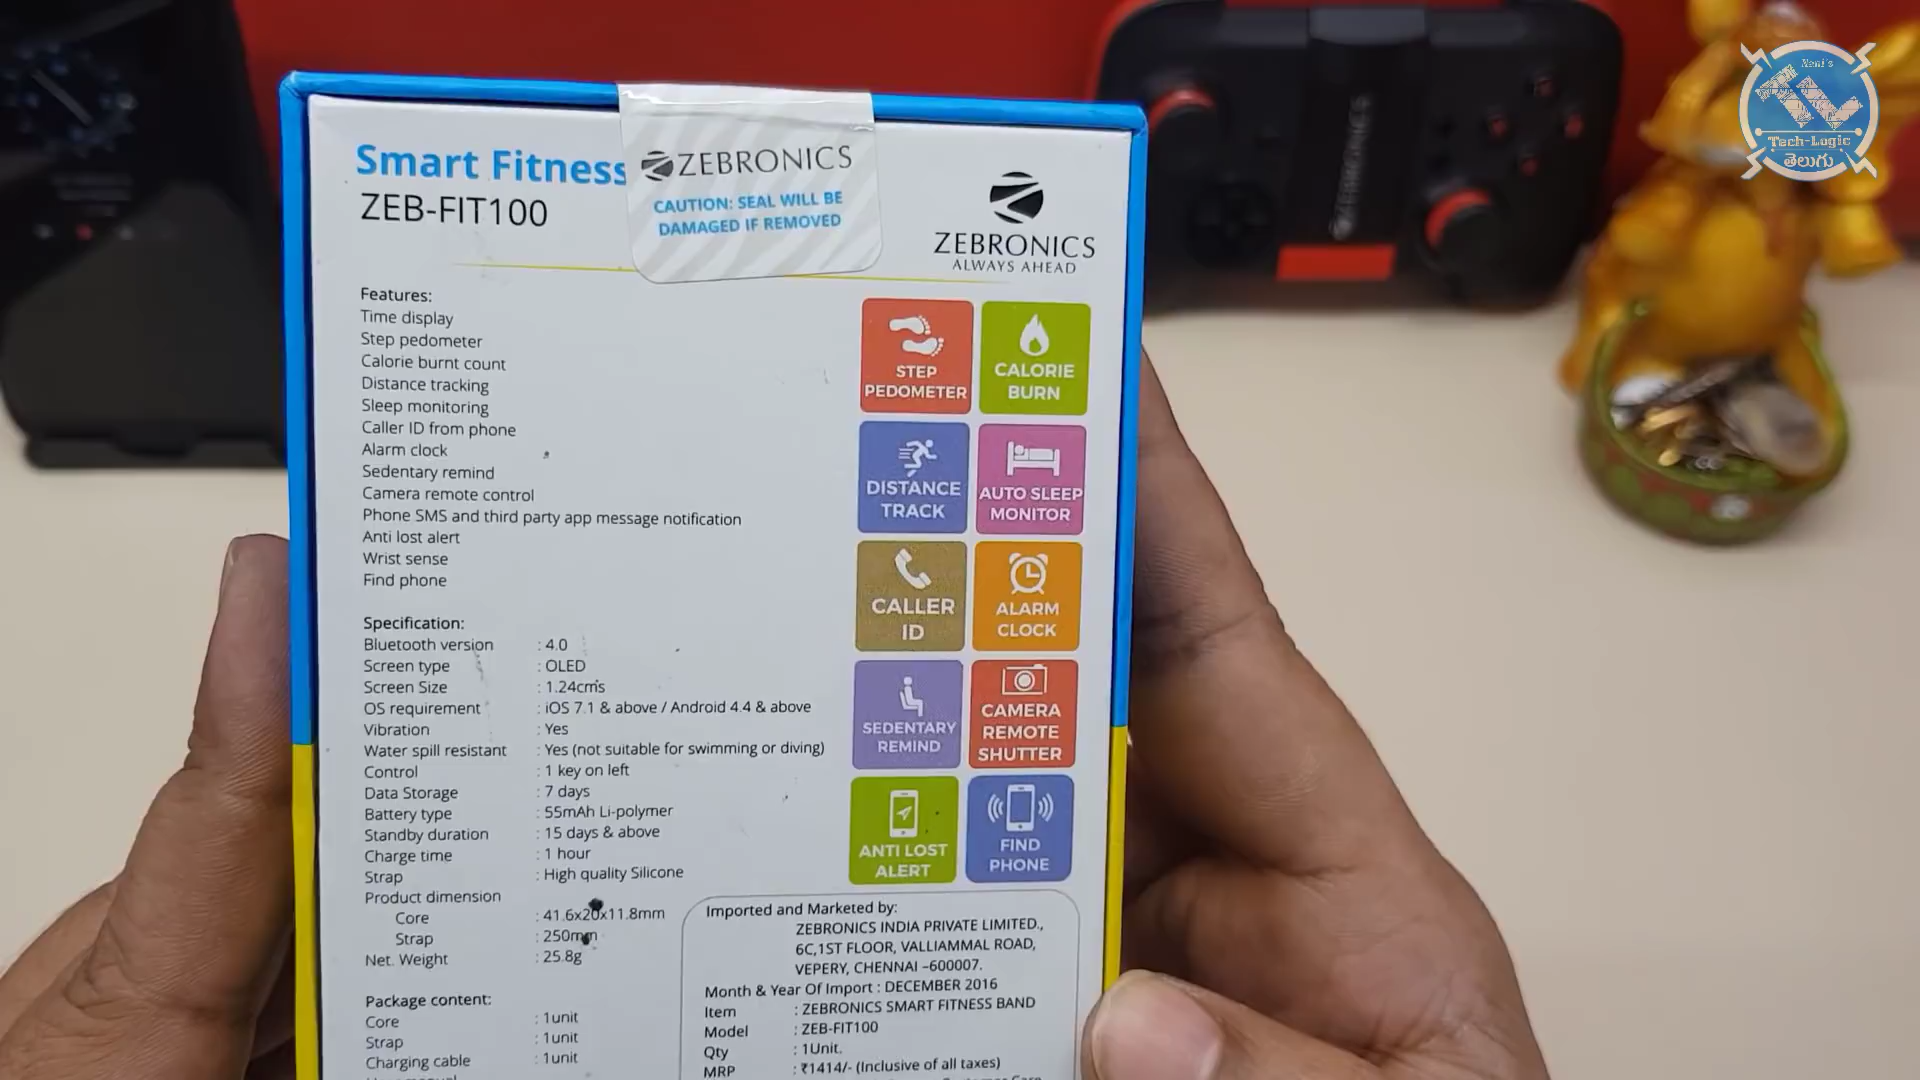 Smart Fitness
ZEB-FIT100
ZEBRONICS
CAUTION: SEAL WILL BE
DAMAGED IF REMOVED
ZEBRONICS
ALWAYS AHEAD
Features:
Time display
Step pedometer
Calorie burnt count
Distance tracking
Sleep monitoring
Caller ID from phone
Alarm clock
Sedentary remind
Camera remote control
Phone SMS and third party app message notification
Anti lost alert
Wrist sense
Find phone
STEP
PEDOMETER
CALORIE
BURN
DISTANCE
TRACK
AUTO SLEEP
MONITOR
CALLER
ID
ALARM
CLOCK
SEDENTARY
REMIND
CAMERA
REMOTE
SHUTTER
ANTI LOST
ALERT
FIND
PHONE
Specification:
Bluetooth version : 4.0
Screen type : OLED
Screen Size : 1.24cms
OS requirement : iOS 7.1 & above / Android 4.4 & above
Vibration : Yes
Water spill resistant : Yes (not suitable for swimming or diving)
Control : 1 key on left
Data Storage : 7 days
Battery type : 55mAh Li-polymer
Standby duration : 15 days & above
Charge time : 1 hour
Strap : High quality Silicone
Product dimension
Core : 41.6x20x11.8mm
Strap : 250mm
Net. Weight : 25.8g
Package content:
Core : 1unit
Strap : 1unit
Charging cable : 1unit
Imported and Marketed by:
ZEBRONICS INDIA PRIVATE LIMITED.,
6C,1ST FLOOR, VALLIAMMAL ROAD,
VEPERY, CHENNAI –600007.
Month & Year Of Import : DECEMBER 2016
Item : ZEBRONICS SMART FITNESS BAND
Model : ZEB-FIT100
Qty : 1Unit.
MRP : ₹1414/- (Inclusive of all taxes)
ZEBRONICS
Tech-Logic
తెలుగు